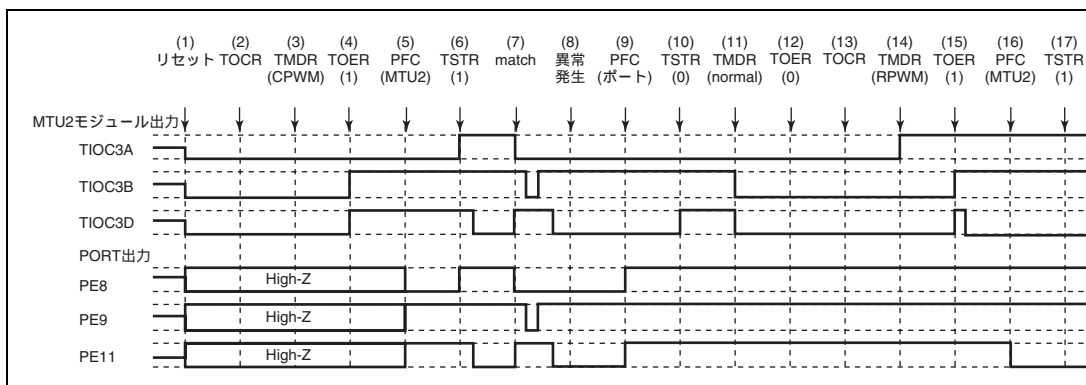 (1) (2) (3) (4) (5) (6) (7) (8) (9) (10) (11) (12) (13) (14) (15) (16) (17)
リセット TOCR TMDR TOER PFC TSTR match 異常 PFC TSTR TMDR TOER TOCR TMDR TOER PFC TSTR
(CPWM) (1) (MTU2) (1) 発生 (ポート) (0) (normal) (0) (RPWM) (1) (MTU2) (1)
MTU2モジュール出力
TIOC3A
TIOC3B
TIOC3D
PORT出力
PE8 High-Z
PE9 High-Z
PE11 High-Z